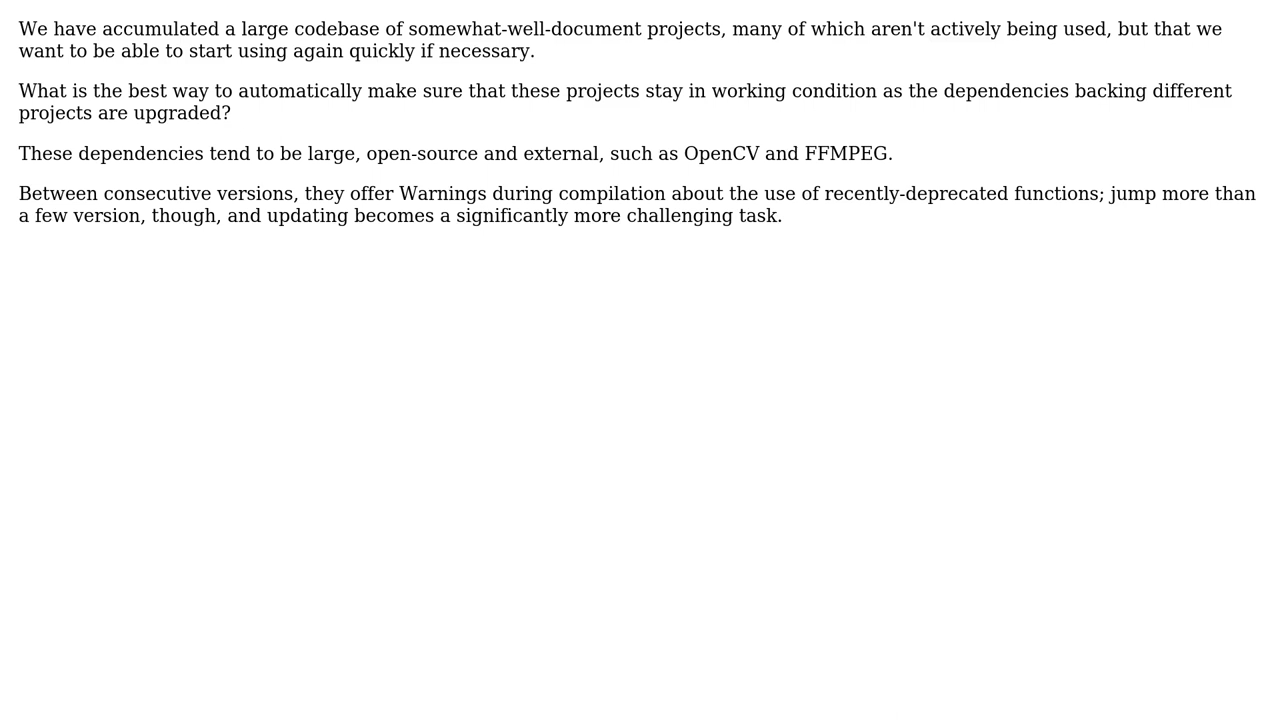 We have accumulated a large codebase of somewhat-well-document projects, many of which aren't actively being used, but that we
want to be able to start using again quickly if necessary.
What is the best way to automatically make sure that these projects stay in working condition as the dependencies backing different
projects are upgraded?
These dependencies tend to be large, open-source and external, such as OpenCV and FFMPEG.
Between consecutive versions, they offer Warnings during compilation about the use of recently-deprecated functions; jump more than
a few version, though, and updating becomes a significantly more challenging task.